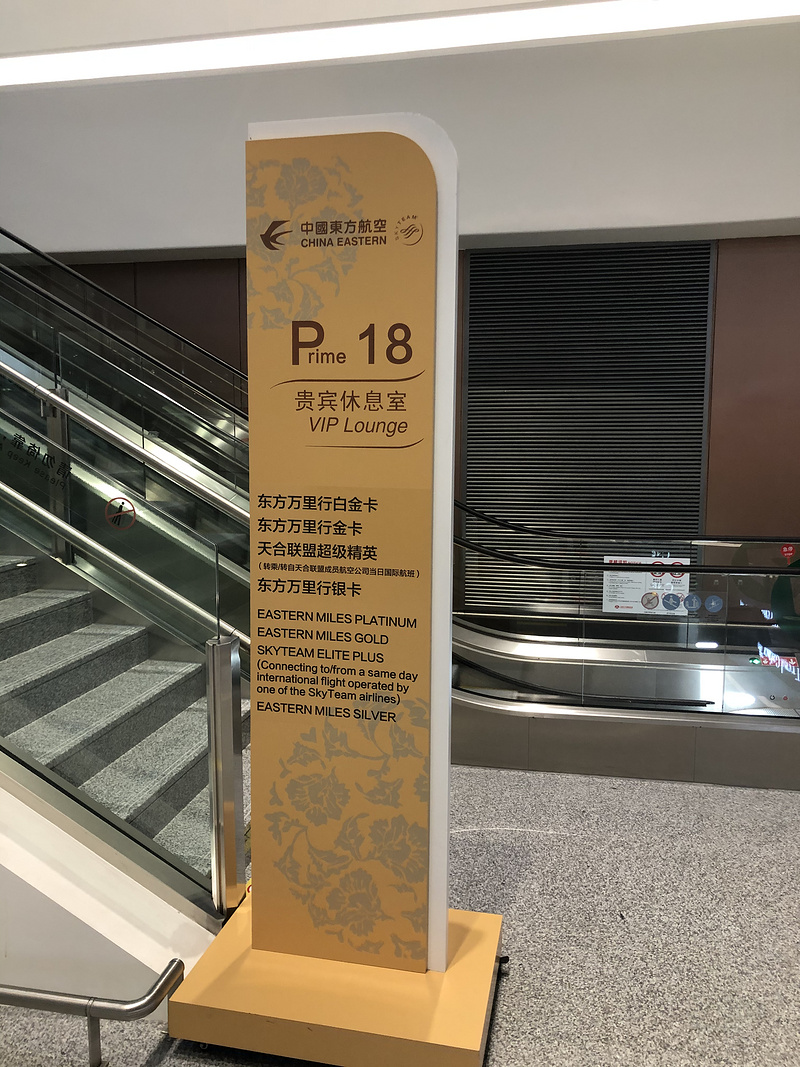 中國東方航空
CHINA EASTERN
SKYTEAM
Prime 18
贵宾休息室
VIP Lounge
东方万里行白金卡
东方万里行金卡
天合联盟超级精英
(转乘/转自天合联盟成员航空公司当日国际航班)
东方万里行银卡
EASTERN MILES PLATINUM
EASTERN MILES GOLD
SKYTEAM ELITE PLUS
(Connecting to/from a same day
international flight operated by
one of the SkyTeam airlines)
EASTERN MILES SILVER